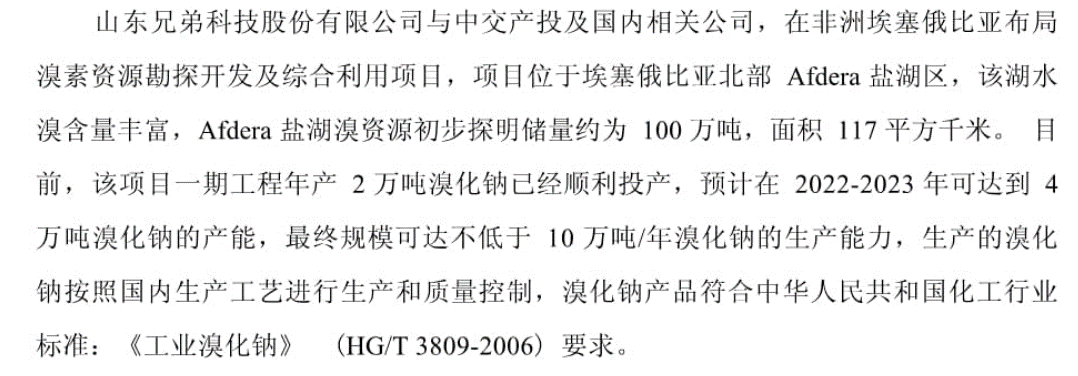 山东兄弟科技股份有限公司与中交产投及国内相关公司，在非洲埃塞俄比亚布局
溴素资源勘探开发及综合利用项目，项目位于埃塞俄比亚北部 Afdera 盐湖区，该湖水
溴含量丰富，Afdera 盐湖溴资源初步探明储量约为 100 万吨，面积 117 平方千米。 目
前，该项目一期工程年产 2 万吨溴化钠已经顺利投产，预计在 2022-2023 年可达到 4
万吨溴化钠的产能，最终规模可达不低于 10 万吨/年溴化钠的生产能力，生产的溴化
钠按照国内生产工艺进行生产和质量控制，溴化钠产品符合中华人民共和国化工行业
标准：《工业溴化钠》 （HG/T 3809-2006）要求。